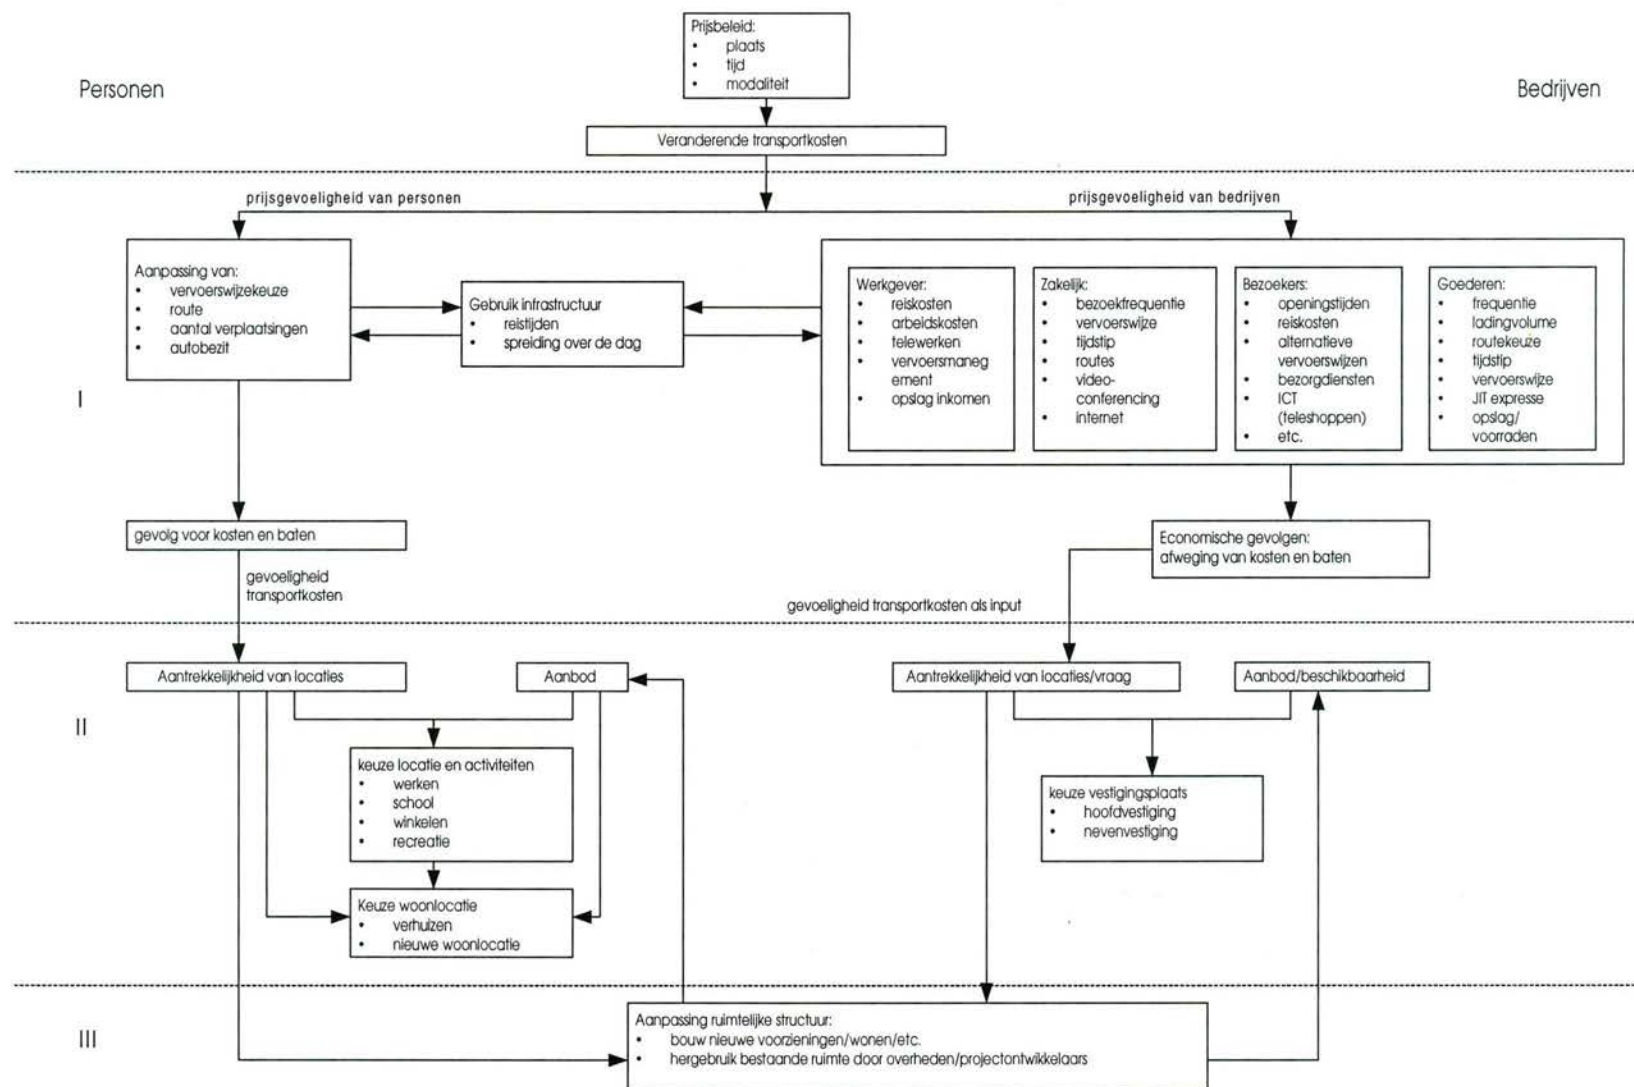 Prijsbeleid:
• plaats
• tijd
• modaliteit
Personen
Bedrijven
Veranderende transportkosten
prijsgevoeligheid van personen
prijsgevoeligheid van bedrijven
I
Aanpassing van:
• vervoerswijzekeuze
• route
• aantal verplaatsingen
• autobezit
Gebruik infrastructuur
• reistijden
• spreiding over de dag
Werkgever:
• reiskosten
• arbeidskosten
• telewerken
• vervoersmaneg
ement
• opslag inkomen
Zakelijk:
• bezoekfrequentie
• vervoerswijze
• tijdstip
• routes
• video-
conferencing
• internet
Bezoekers:
• openingstijden
• reiskosten
• alternatieve
vervoerswijzen
• bezorgdiensten
• ICT
(teleshoppen)
• etc.
Goederen:
• frequentie
• ladingvolume
• routekeuze
• tijdstip
• vervoerswijze
• JIT expresse
• opslag/
voorraden
gevolg voor kosten en baten
Economische gevolgen:
afweging van kosten en baten
gevoeligheid
transportkosten
gevoeligheid transportkosten als input
II
Aantrekkelijkheid van locaties
Aanbod
Aantrekkelijkheid van locaties/vraag
Aanbod/beschikbaarheid
keuze locatie en activiteiten
• werken
• school
• winkelen
• recreatie
keuze vestigingsplaats
• hoofdvestiging
• nevenvestiging
Keuze woonlocatie
• verhuizen
• nieuwe woonlocatie
III
Aanpassing ruimtelijke structuur:
• bouw nieuwe voorzieningen/wonen/etc.
• hergebruik bestaande ruimte door overheden/projectontwikkelaars